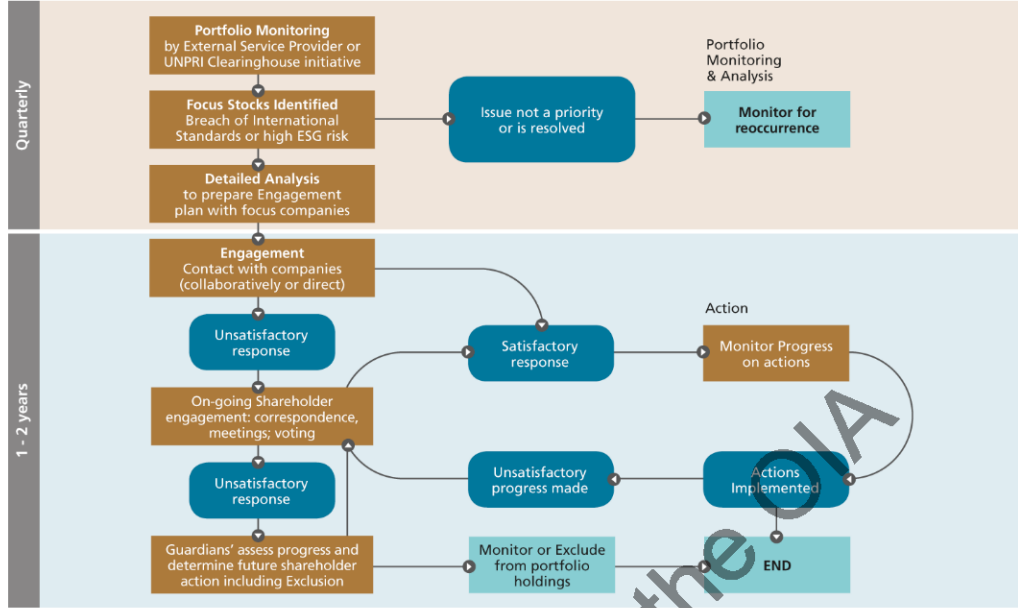 Quarterly
Portfolio Monitoring
by External Service Provider or
UNPRI Clearinghouse initiative
Focus Stocks Identified
Breach of International
Standards or high ESG risk
Issue not a priority
or is resolved
Portfolio
Monitoring
& Analysis
Monitor for
reoccurrence
Detailed Analysis
to prepare Engagement
plan with focus companies
1 - 2 years
Engagement
Contact with companies
(collaboratively or direct)
Unsatisfactory
response
Satisfactory
response
Action
Monitor Progress
on actions
On-going Shareholder
engagement: correspondence,
meetings; voting
Unsatisfactory
response
Unsatisfactory
progress made
Actions
Implemented
Guardians' assess progress and
determine future shareholder
action including Exclusion
Monitor or Exclude
from portfolio
holdings
END
the OIA